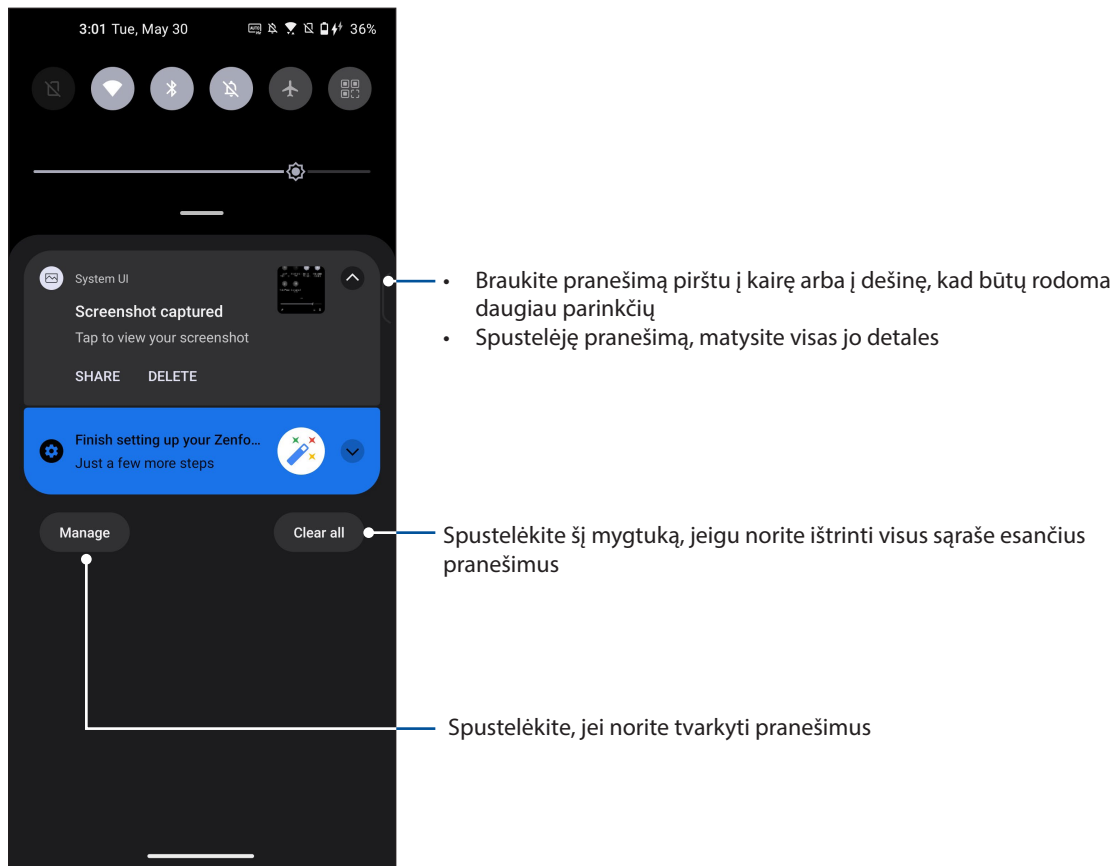 3:01 Tue, May 30
36%
System UI
Screenshot captured
Tap to view your screenshot
SHARE DELETE
Finish setting up your Zenfo...
Just a few more steps
Manage
Clear all
• Braukite pranešimą pirštu į kairę arba į dešinę, kad būtų rodoma
daugiau parinkčių
• Spustelėję pranešimą, matysite visas jo detales
Spustelėkite šį mygtuką, jeigu norite ištrinti visus sąraše esančius
pranešimus
Spustelėkite, jei norite tvarkyti pranešimus